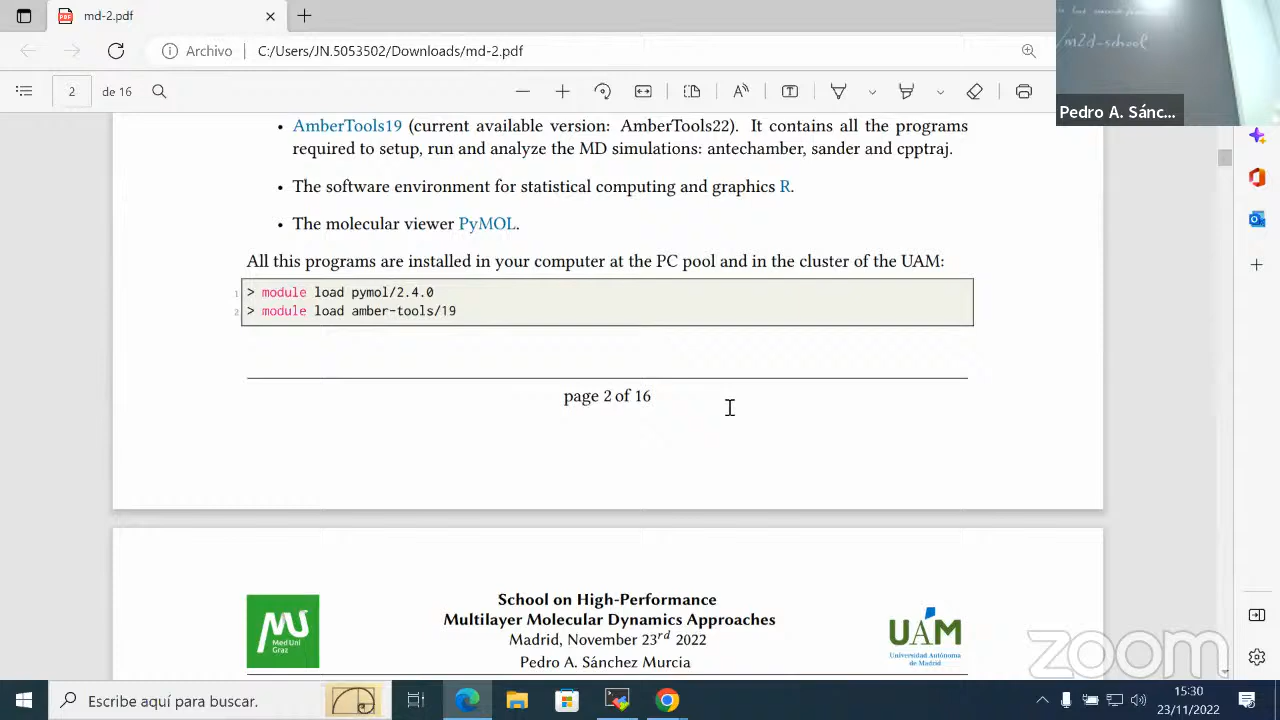 md-2.pdf
Archivo
C:/Users/JN.5053502/Downloads/md-2.pdf
2 de 16
/m2d-school
Pedro A. Sánc...
• AmberTools19 (current available version: AmberTools22). It contains all the programs
required to setup, run and analyze the MD simulations: antechamber, sander and cpptraj.
• The software environment for statistical computing and graphics R.
• The molecular viewer PyMOL.
All this programs are installed in your computer at the PC pool and in the cluster of the UAM:
1 > module load pymol/2.4.0
2 > module load amber-tools/19
page 2 of 16
Med Uni
Graz
School on High-Performance
Multilayer Molecular Dynamics Approaches
Madrid, November 23rd 2022
Pedro A. Sánchez Murcia
UAM
Universidad Autónoma
de Madrid
zoom
Escribe aquí para buscar.
15:30
23/11/2022